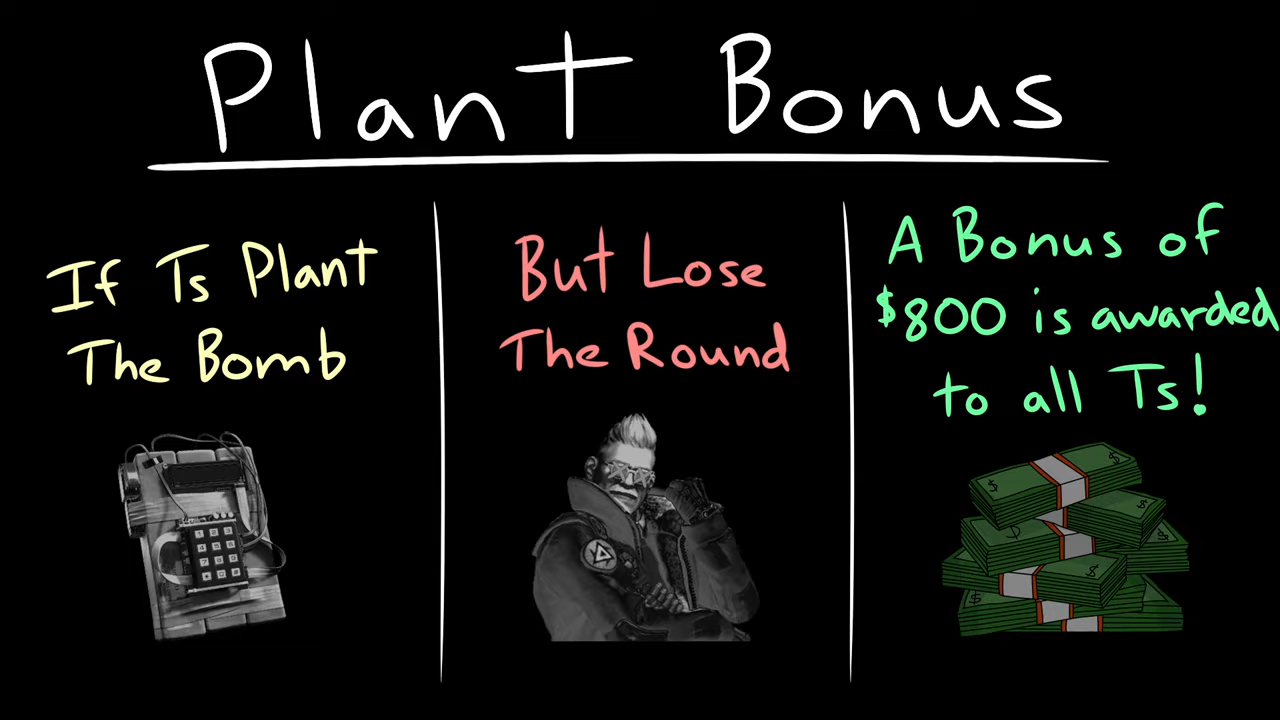 Plant Bonus
If Ts Plant
The Bomb
But Lose
The Round
A Bonus of
$800 is awarded
to all Ts!